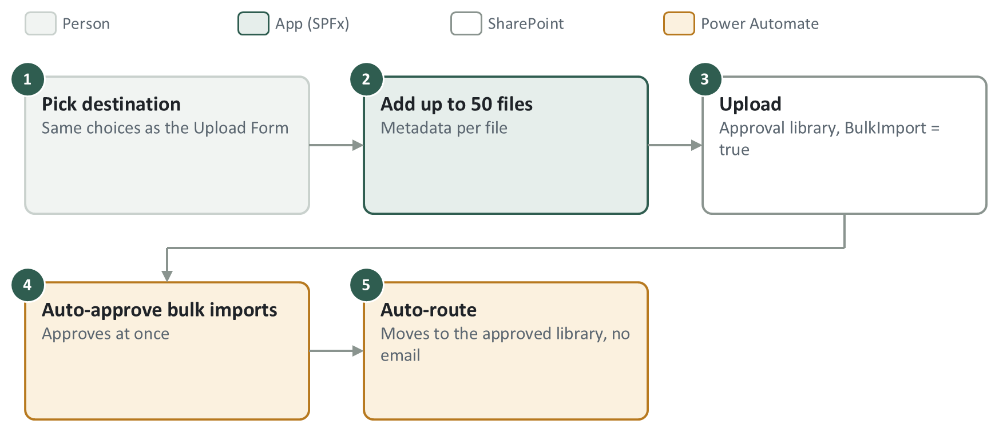 Person
App (SPFx)
SharePoint
Power Automate
1
Pick destination
Same choices as the Upload Form
2
Add up to 50 files
Metadata per file
3
Upload
Approval library, BulkImport =
true
4
Auto-approve bulk imports
Approves at once
5
Auto-route
Moves to the approved library, no
email